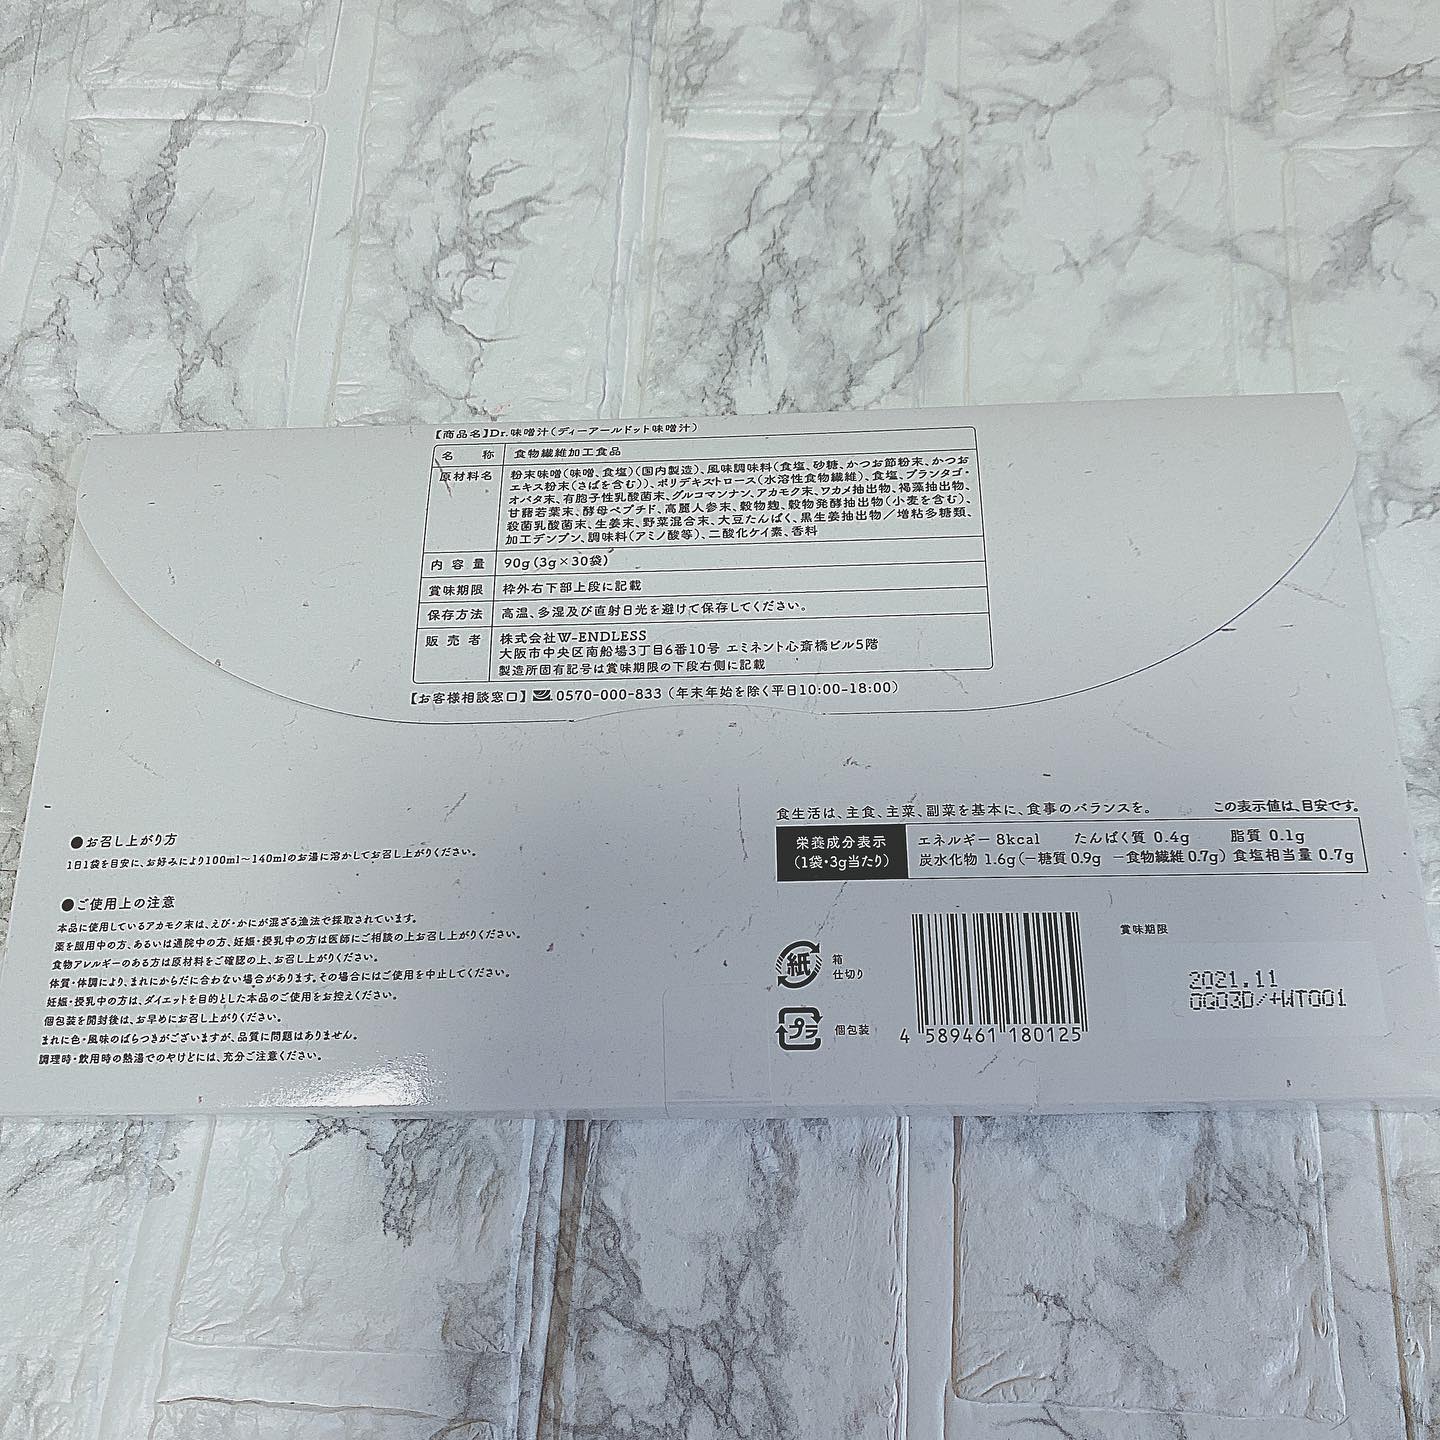 【商品名】Dr.味噌汁(ディーアールドット味噌汁)
名称 食物繊維加工食品
原材料名 粉末味噌(味噌、食塩)(国内製造)、風味調味料(食塩、砂糖、かつお節粉末、かつお
エキス粉末(さばを含む))、ポリデキストロース(水溶性食物繊維)、食塩、プランタゴ・
オバタ末、有胞子性乳酸菌末、グルコマンナン、アカモク末、ワカメ抽出物、褐藻抽出物、
甘藷若葉末、酵母ペプチド、高麗人参末、穀物麹、穀物発酵抽出物(小麦を含む)、
殺菌乳酸菌末、生姜末、野菜混合末、大豆たんぱく、黒生姜抽出物/増粘多糖類、
加工デンプン、調味料(アミノ酸等)、二酸化ケイ素、香料
内容量 90g(3g×30袋)
賞味期限 枠外右下部上段に記載
保存方法 高温、多湿及び直射日光を避けて保存してください。
販売者 株式会社W-ENDLESS
大阪市中央区南船場3丁目6番10号 エミネント心斎橋ビル5階
製造所固有記号は賞味期限の下段右側に記載
【お客様相談窓口】0570-000-833(年末年始を除く平日10:00-18:00)
●お召し上がり方
1日1袋を目安に、お好みにより100ml~140mlのお湯に溶かしてお召し上がりください。
●ご使用上の注意
本品に使用しているアカモク末は、えび・かにが混ざる漁法で採取されています。
薬を服用中の方、あるいは通院中の方、妊娠・授乳中の方は医師にご相談の上お召し上がりください。
食物アレルギーのある方は原材料をご確認の上、お召し上がりください。
体質・体調により、まれにからだに合わない場合があります。その場合にはご使用を中止してください。
妊娠・授乳中の方は、ダイエットを目的とした本品のご使用をお控えください。
個包装を開封後は、お早めにお召し上がりください。
まれに色・風味のばらつきがございますが、品質に問題はありません。
調理時・飲用時の熱湯でのやけどには、充分ご注意ください。
食生活は、主食、主菜、副菜を基本に、食事のバランスを。 この表示値は、目安です。
栄養成分表示
(1袋・3g当たり)
エネルギー 8kcal たんぱく質 0.4g 脂質 0.1g
炭水化物 1.6g(-糖質0.9g -食物繊維0.7g) 食塩相当量 0.7g
紙 箱
仕切り
プラ 個包装
4 589461 180125
賞味期限
2021.11
0G03D/+WT001